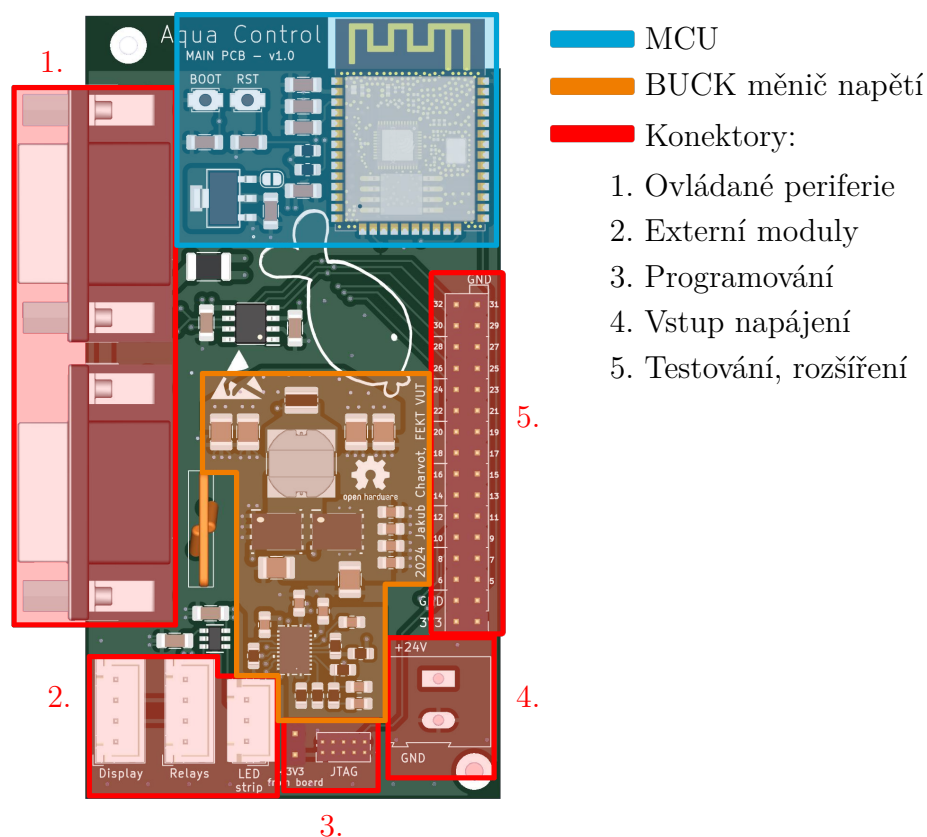 Aqua Control
MAIN PCB – v1.0
BOOT RST
1.
MCU
BUCK měnič napětí
Konektory:
1. Ovládané periferie
2. Externí moduly
3. Programování
4. Vstup napájení
5. Testování, rozšíření
GND
32 31
30 29
28 27
26 25
24 23
22 21
20 19
18 17
16 15
14 13
12 11
10 9
8 7
6 5
GND
3V3
5.
open hardware
2024 Jakub Charvot, FEKT VUT
+24V
GND
4.
2.
Display
Relays
LED
strip
3V3
from board
JTAG
3.